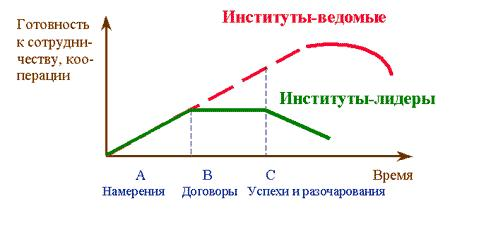 Готовность
к сотрудни-
честву, коо-
перации
Институты-ведомые
Институты-лидеры
A B C Время
Намерения Договоры Успехи и разочарования